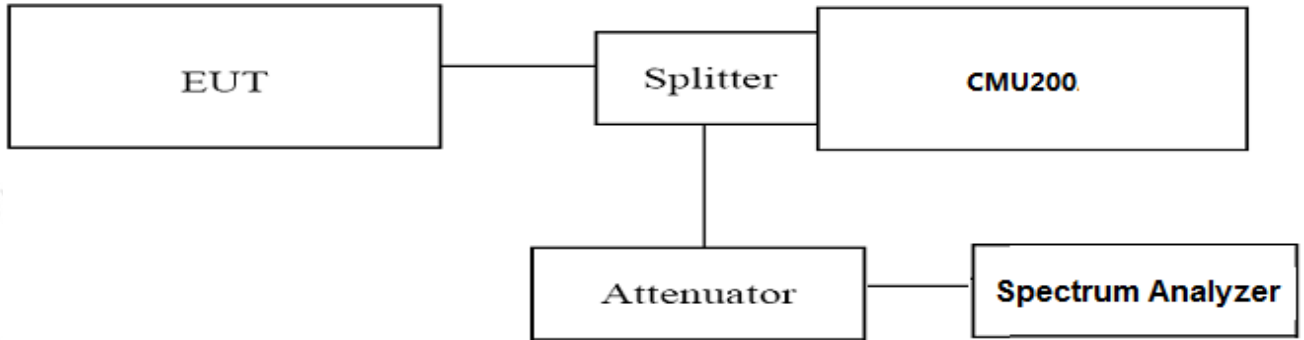 EUT
Splitter
CMU200
Attenuator
Spectrum Analyzer